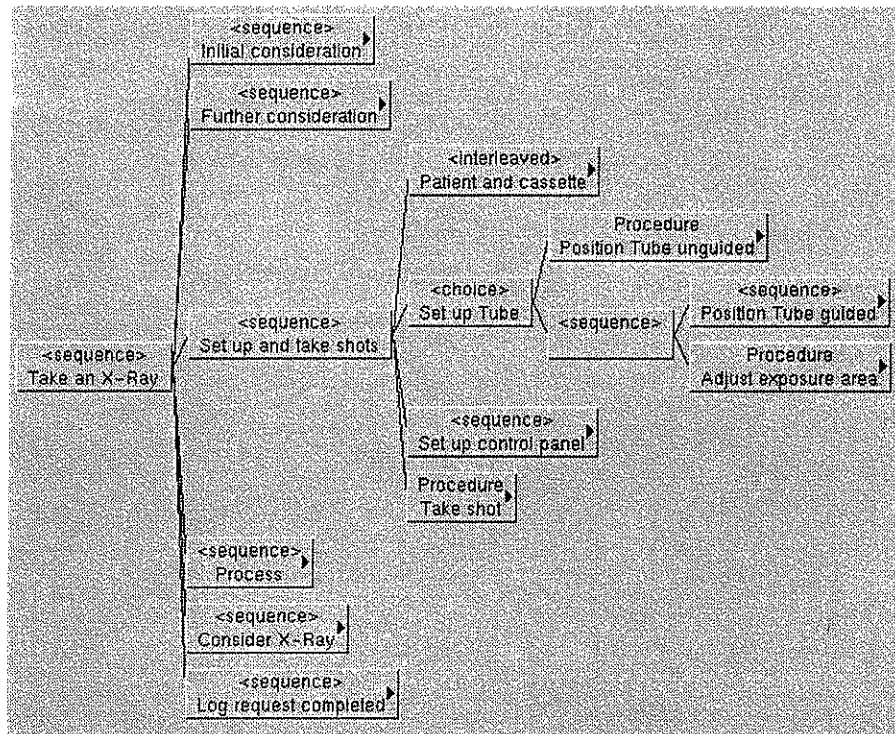 <sequence>
Initial consideration
<sequence>
Further consideration
<interleaved>
Patient and cassette
Procedure
Position Tube unguided
<choice>
Set up Tube
<sequence>
<sequence>
Position Tube guided
<sequence>
Set up and take shots
<sequence>
Take an X-Ray
Procedure
Adjust exposure area
<sequence>
Set up control panel
Procedure
Take shot
<sequence>
Process
<sequence>
Consider X-Ray
<sequence>
Log request completed